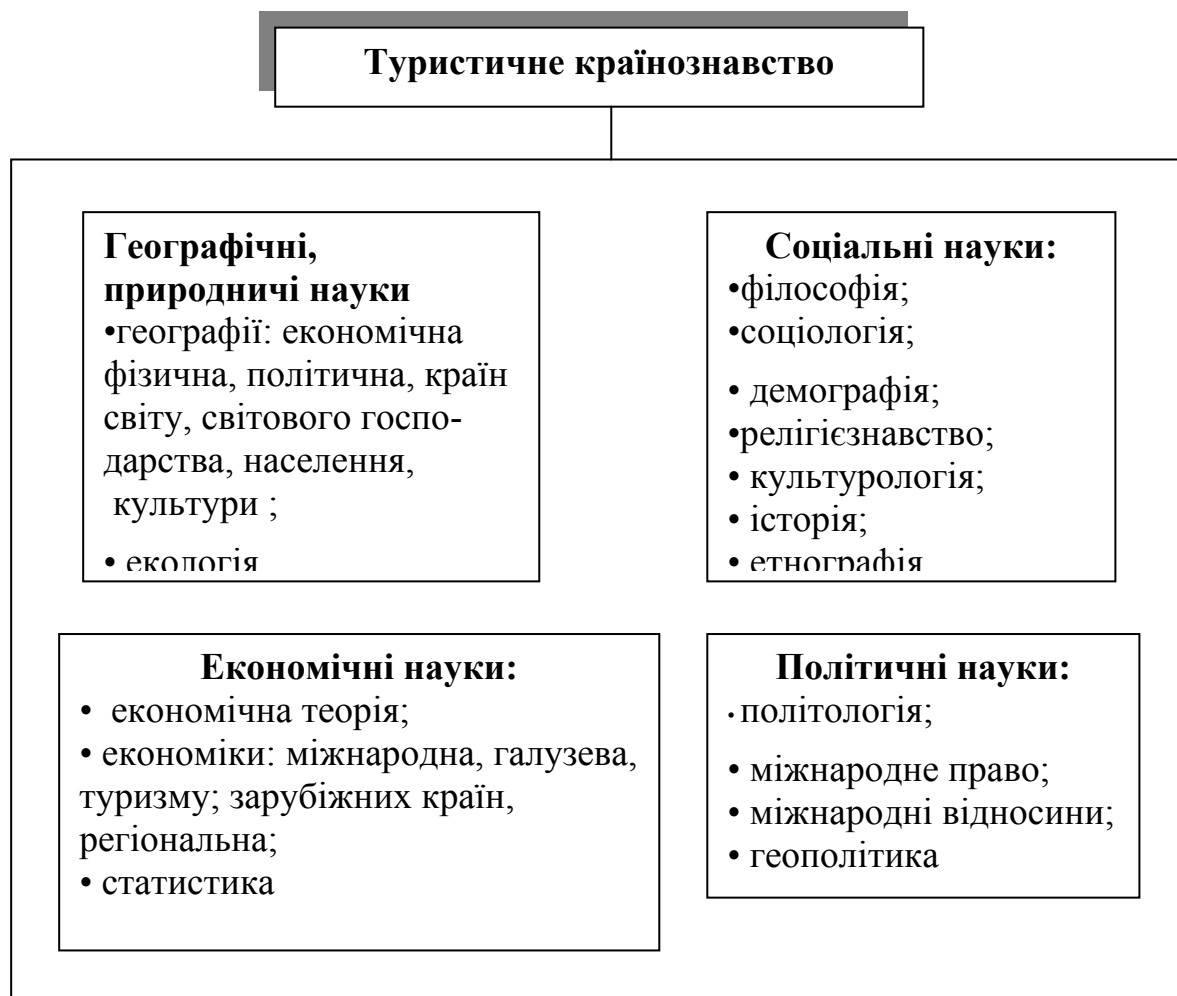 Туристичне країнознавство
Географічні,
природничі науки
•географії: економічна
фізична, політична, країн
світу, світового госпо-
дарства, населення,
культури ;
• екологія
Соціальні науки:
•філософія;
•соціологія;
• демографія;
•релігієзнавство;
• культурологія;
• історія;
• етнографія
Економічні науки:
• економічна теорія;
• економіки: міжнародна, галузева,
туризму; зарубіжних країн,
регіональна;
• статистика
Політичні науки:
• політологія;
• міжнародне право;
• міжнародні відносини;
• геополітика